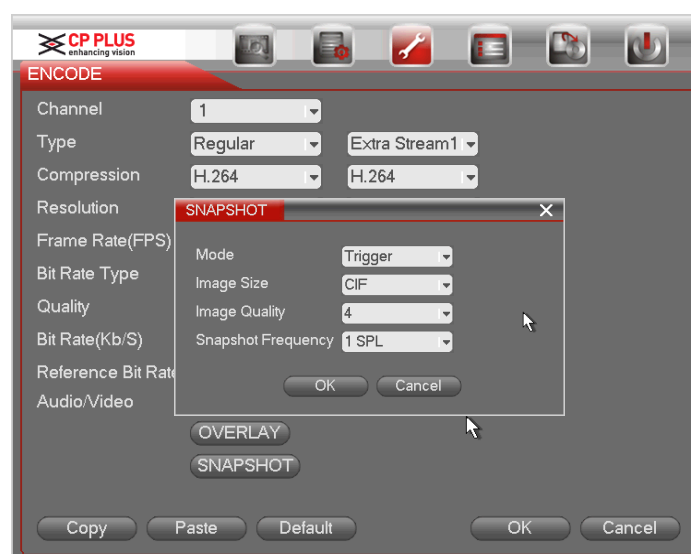 CP PLUS
enhancing vision
ENCODE
Channel 1
Type Regular Extra Stream1
Compression H.264 H.264
Resolution
SNAPSHOT X
Frame Rate(FPS)
Mode Trigger
Bit Rate Type
Image Size CIF
Quality
Image Quality 4
Bit Rate(Kb/S)
Snapshot Frequency 1 SPL
Reference Bit Rate
OK Cancel
Audio/Video
OVERLAY
SNAPSHOT
Copy Paste Default OK Cancel